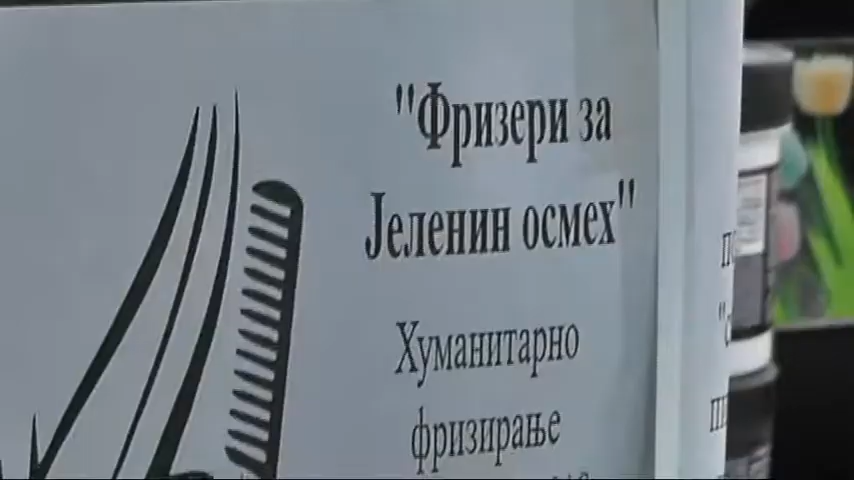 "Фризери за
Јеленин осмех"
Хуманитарно
фризирање